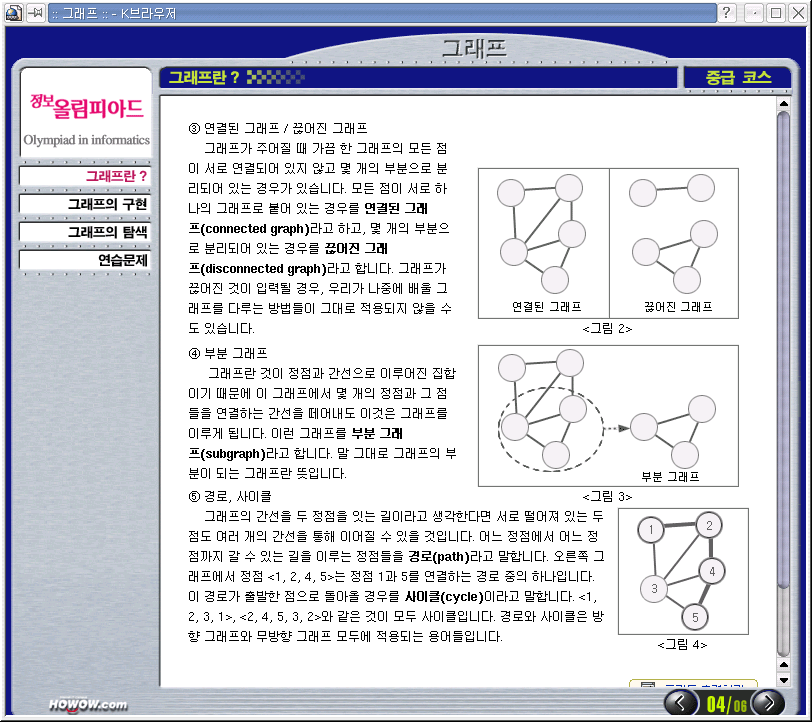 :: 그래프 :: - K브라우저
그래프
그래프란 ?
중급 코스
정보올림피아드
Olympiad in informatics
그래프란 ?
그래프의 구현
그래프의 탐색
연습문제
③ 연결된 그래프 / 끊어진 그래프
그래프가 주어질 때 가끔 한 그래프의 모든 점
이 서로 연결되어 있지 않고 몇 개의 부분으로 분
리되어 있는 경우가 있습니다. 모든 점이 서로 하
나의 그래프로 붙어 있는 경우를 연결된 그래
프(connected graph)라고 하고, 몇 개의 부분으
로 분리되어 있는 경우를 끊어진 그래
프(disconnected graph)라고 합니다. 그래프가
끊어진 것이 입력될 경우, 우리가 나중에 배울 그
래프를 다루는 방법들이 그대로 적용되지 않을 수
도 있습니다.
연결된 그래프
끊어진 그래프
<그림 2>
④ 부분 그래프
그래프란 것이 정점과 간선으로 이루어진 집합
이기 때문에 이 그래프에서 몇 개의 정점과 그 점
들을 연결하는 간선을 떼어내도 이것은 그래프를
이루게 됩니다. 이런 그래프를 부분 그래
프(subgraph)라고 합니다. 말 그대로 그래프의 부
분이 되는 그래프란 뜻입니다.
부분 그래프
<그림 3>
⑤ 경로, 사이클
그래프의 간선을 두 정점을 잇는 길이라고 생각한다면 서로 떨어져 있는 두
점도 여러 개의 간선을 통해 이어질 수 있을 것입니다. 어느 정점에서 어느 정
점까지 갈 수 있는 길을 이루는 정점들을 경로(path)라고 말합니다. 오른쪽 그
래프에서 정점 <1, 2, 4, 5>는 정점 1과 5를 연결하는 경로 중의 하나입니다.
이 경로가 출발한 점으로 돌아올 경우를 사이클(cycle)이라고 말합니다. <1,
2, 3, 1>, <2, 4, 5, 3, 2>와 같은 것이 모두 사이클입니다. 경로와 사이클은 방
향 그래프와 무방향 그래프 모두에 적용되는 용어들입니다.
1
2
4
3
5
<그림 4>
HOWOW.com
04/06